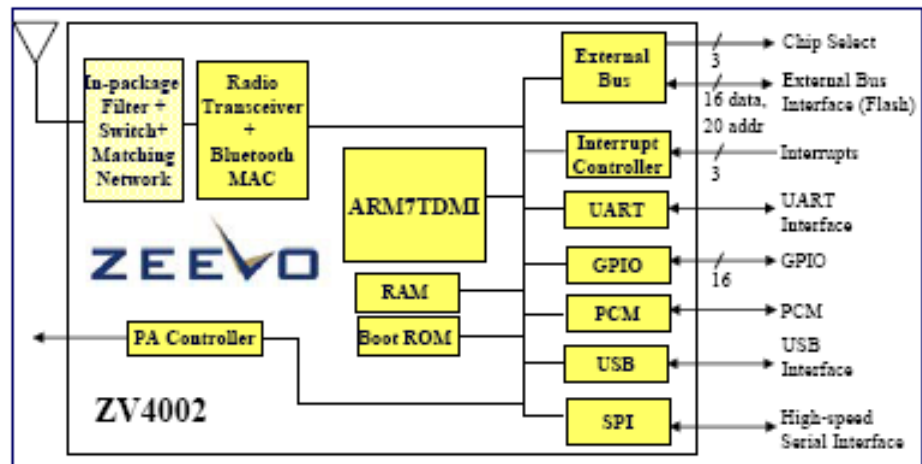 In-package
Filter +
Switch+
Matching
Network
Radio
Transceiver
+
Bluetooth
MAC
ARM7TDMI
ZEEVO
RAM
Boot ROM
PA Controller
ZV4002
External
Bus
Interrupt
Controller
UART
GPIO
PCM
USB
SPI
3
Chip Select
16 data,
20 addr
External Bus
Interface (Flash)
3
Interrupts
UART
Interface
16
GPIO
PCM
USB
Interface
High-speed
Serial Interface